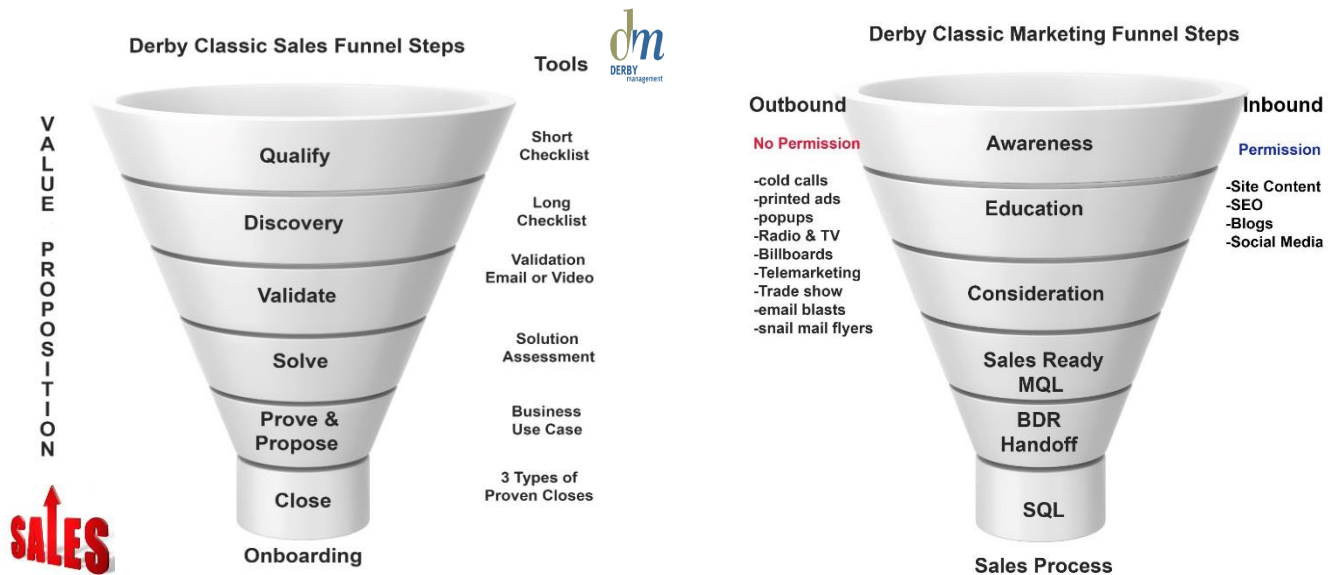 Derby Classic Sales Funnel Steps
Tools
dm
DERBY
management
VALUE PROPOSITION
Qualify
Short
Checklist
Discovery
Long
Checklist
Validate
Validation
Email or Video
Solve
Solution
Assessment
Prove &
Propose
Business
Use Case
Close
3 Types of
Proven Closes
Onboarding
SALES
Derby Classic Marketing Funnel Steps
Outbound
No Permission
-cold calls
-printed ads
-popups
-Radio & TV
-Billboards
-Telemarketing
-Trade show
-email blasts
-snail mail flyers
Awareness
Education
Consideration
Sales Ready
MQL
BDR
Handoff
SQL
Sales Process
Inbound
Permission
-Site Content
-SEO
-Blogs
-Social Media